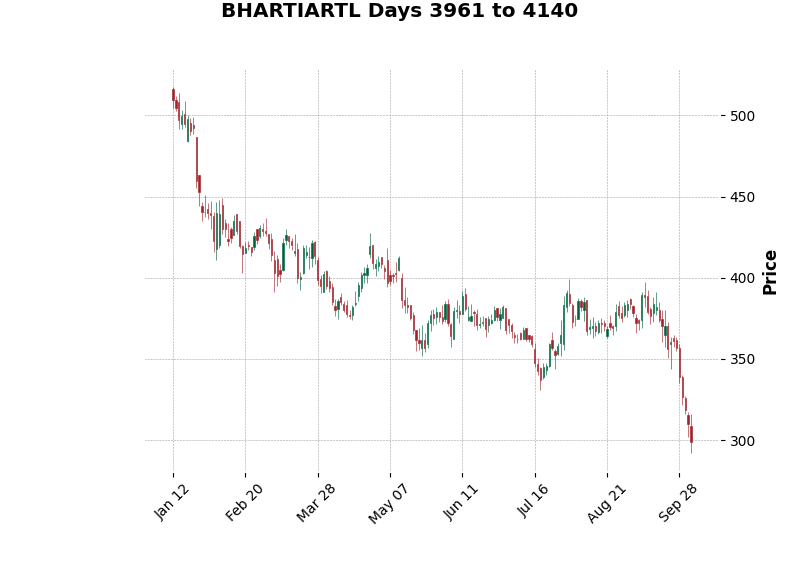 BHARTIARTL Days 3961 to 4140
500
450
400
350
300
Price
Jan 12
Feb 20
Mar 28
May 07
Jun 11
Jul 16
Aug 21
Sep 28